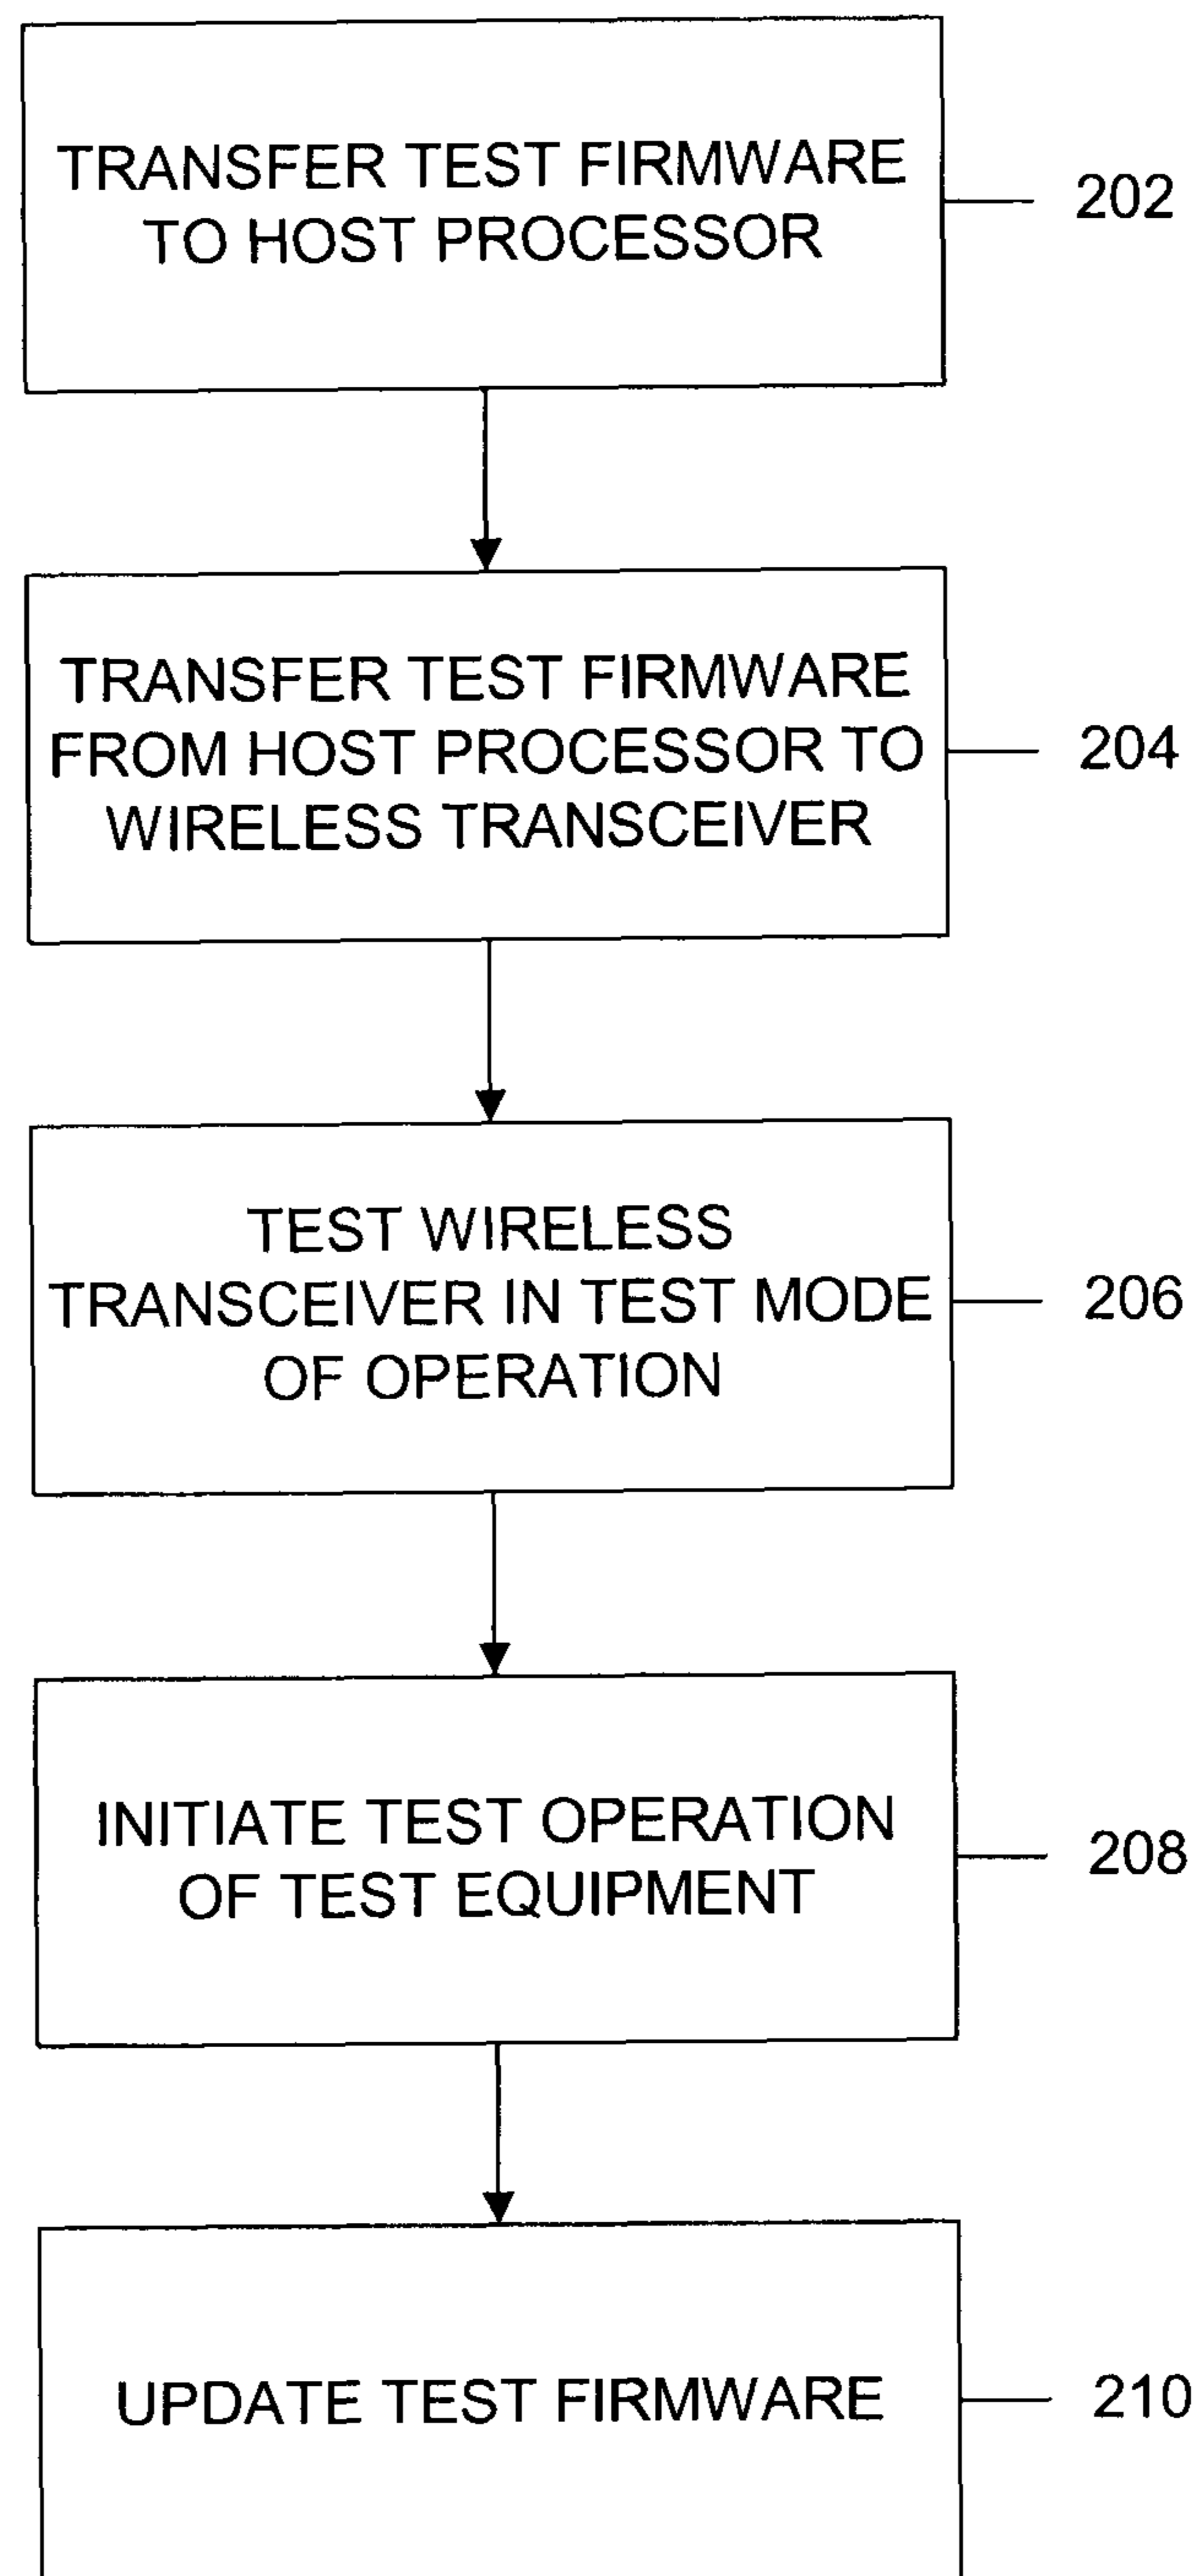 TRANSFER TEST FIRMWARE
TO HOST PROCESSOR
202
TRANSFER TEST FIRMWARE
FROM HOST PROCESSOR TO
WIRELESS TRANSCEIVER
204
TEST WIRELESS
TRANSCEIVER IN TEST MODE
OF OPERATION
206
INITIATE TEST OPERATION
OF TEST EQUIPMENT
208
UPDATE TEST FIRMWARE
210